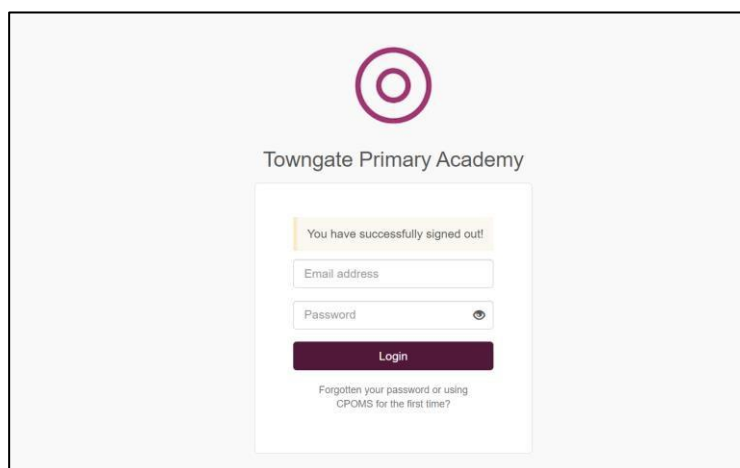 Towngate Primary Academy
You have successfully signed out!
Email address
Password
Login
Forgotten your password or using
CPOMS for the first time?